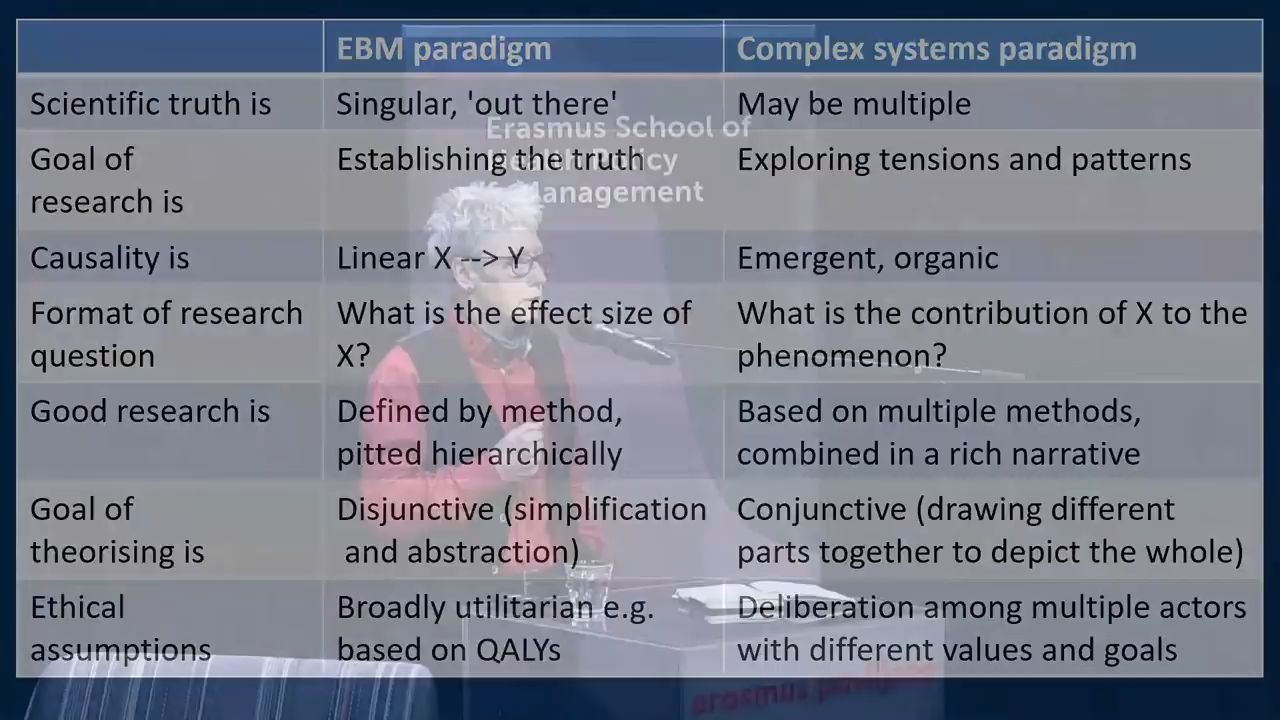 EBM paradigm
Complex systems paradigm
Scientific truth is
Singular, 'out there'
May be multiple
Goal of
research is
Establishing the truth
Exploring tensions and patterns
Causality is
Linear X --> Y
Emergent, organic
Format of research
question
What is the effect size of
X?
What is the contribution of X to the
phenomenon?
Good research is
Defined by method,
pitted hierarchically
Based on multiple methods,
combined in a rich narrative
Goal of
theorising is
Disjunctive (simplification
and abstraction)
Conjunctive (drawing different
parts together to depict the whole)
Ethical
assumptions
Broadly utilitarian e.g.
based on QALYs
Deliberation among multiple actors
with different values and goals
Erasmus School of
Health Policy
& Management
erasmus paviljoen